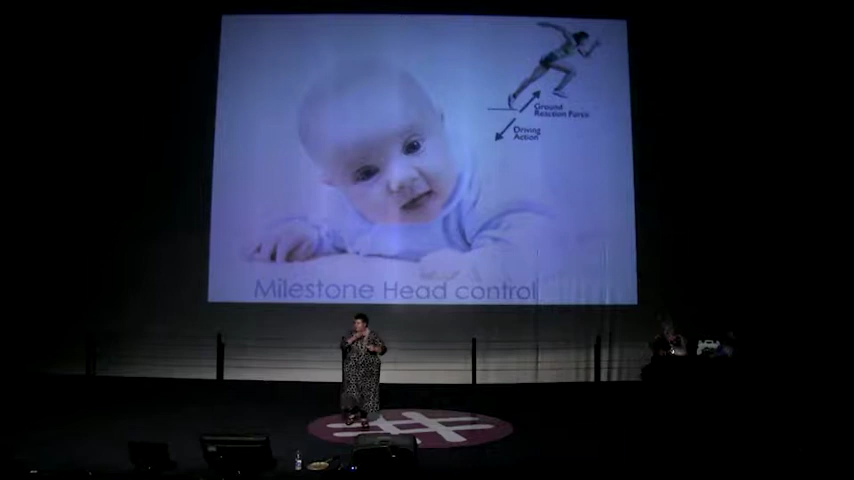 Ground
Reaction Force
Driving
Action
Milestone Head control